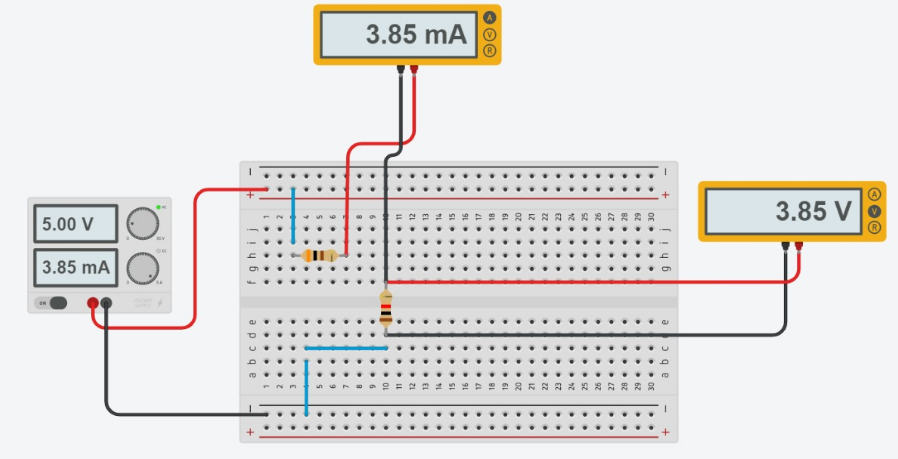 3.85 mA
A
V
R
3.85 V
A
V
R
5.00 V
3.85 mA
ON
− −
+ +
1 2 3 4 5 6 7 8 9 10 11 12 13 14 15 16 17 18 19 20 21 22 23 24 25 26 27 28 29 30
j j
i i
h h
g g
f f
e e
d d
c c
b b
a a
1 2 3 4 5 6 7 8 9 10 11 12 13 14 15 16 17 18 19 20 21 22 23 24 25 26 27 28 29 30
− −
+ +